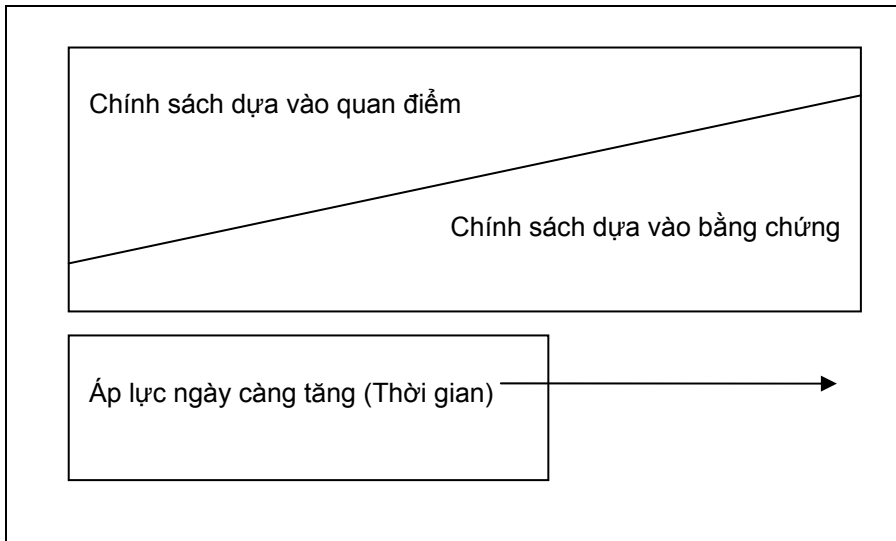 Chính sách dựa vào quan điểm
Chính sách dựa vào bằng chứng
Áp lực ngày càng tăng (Thời gian)